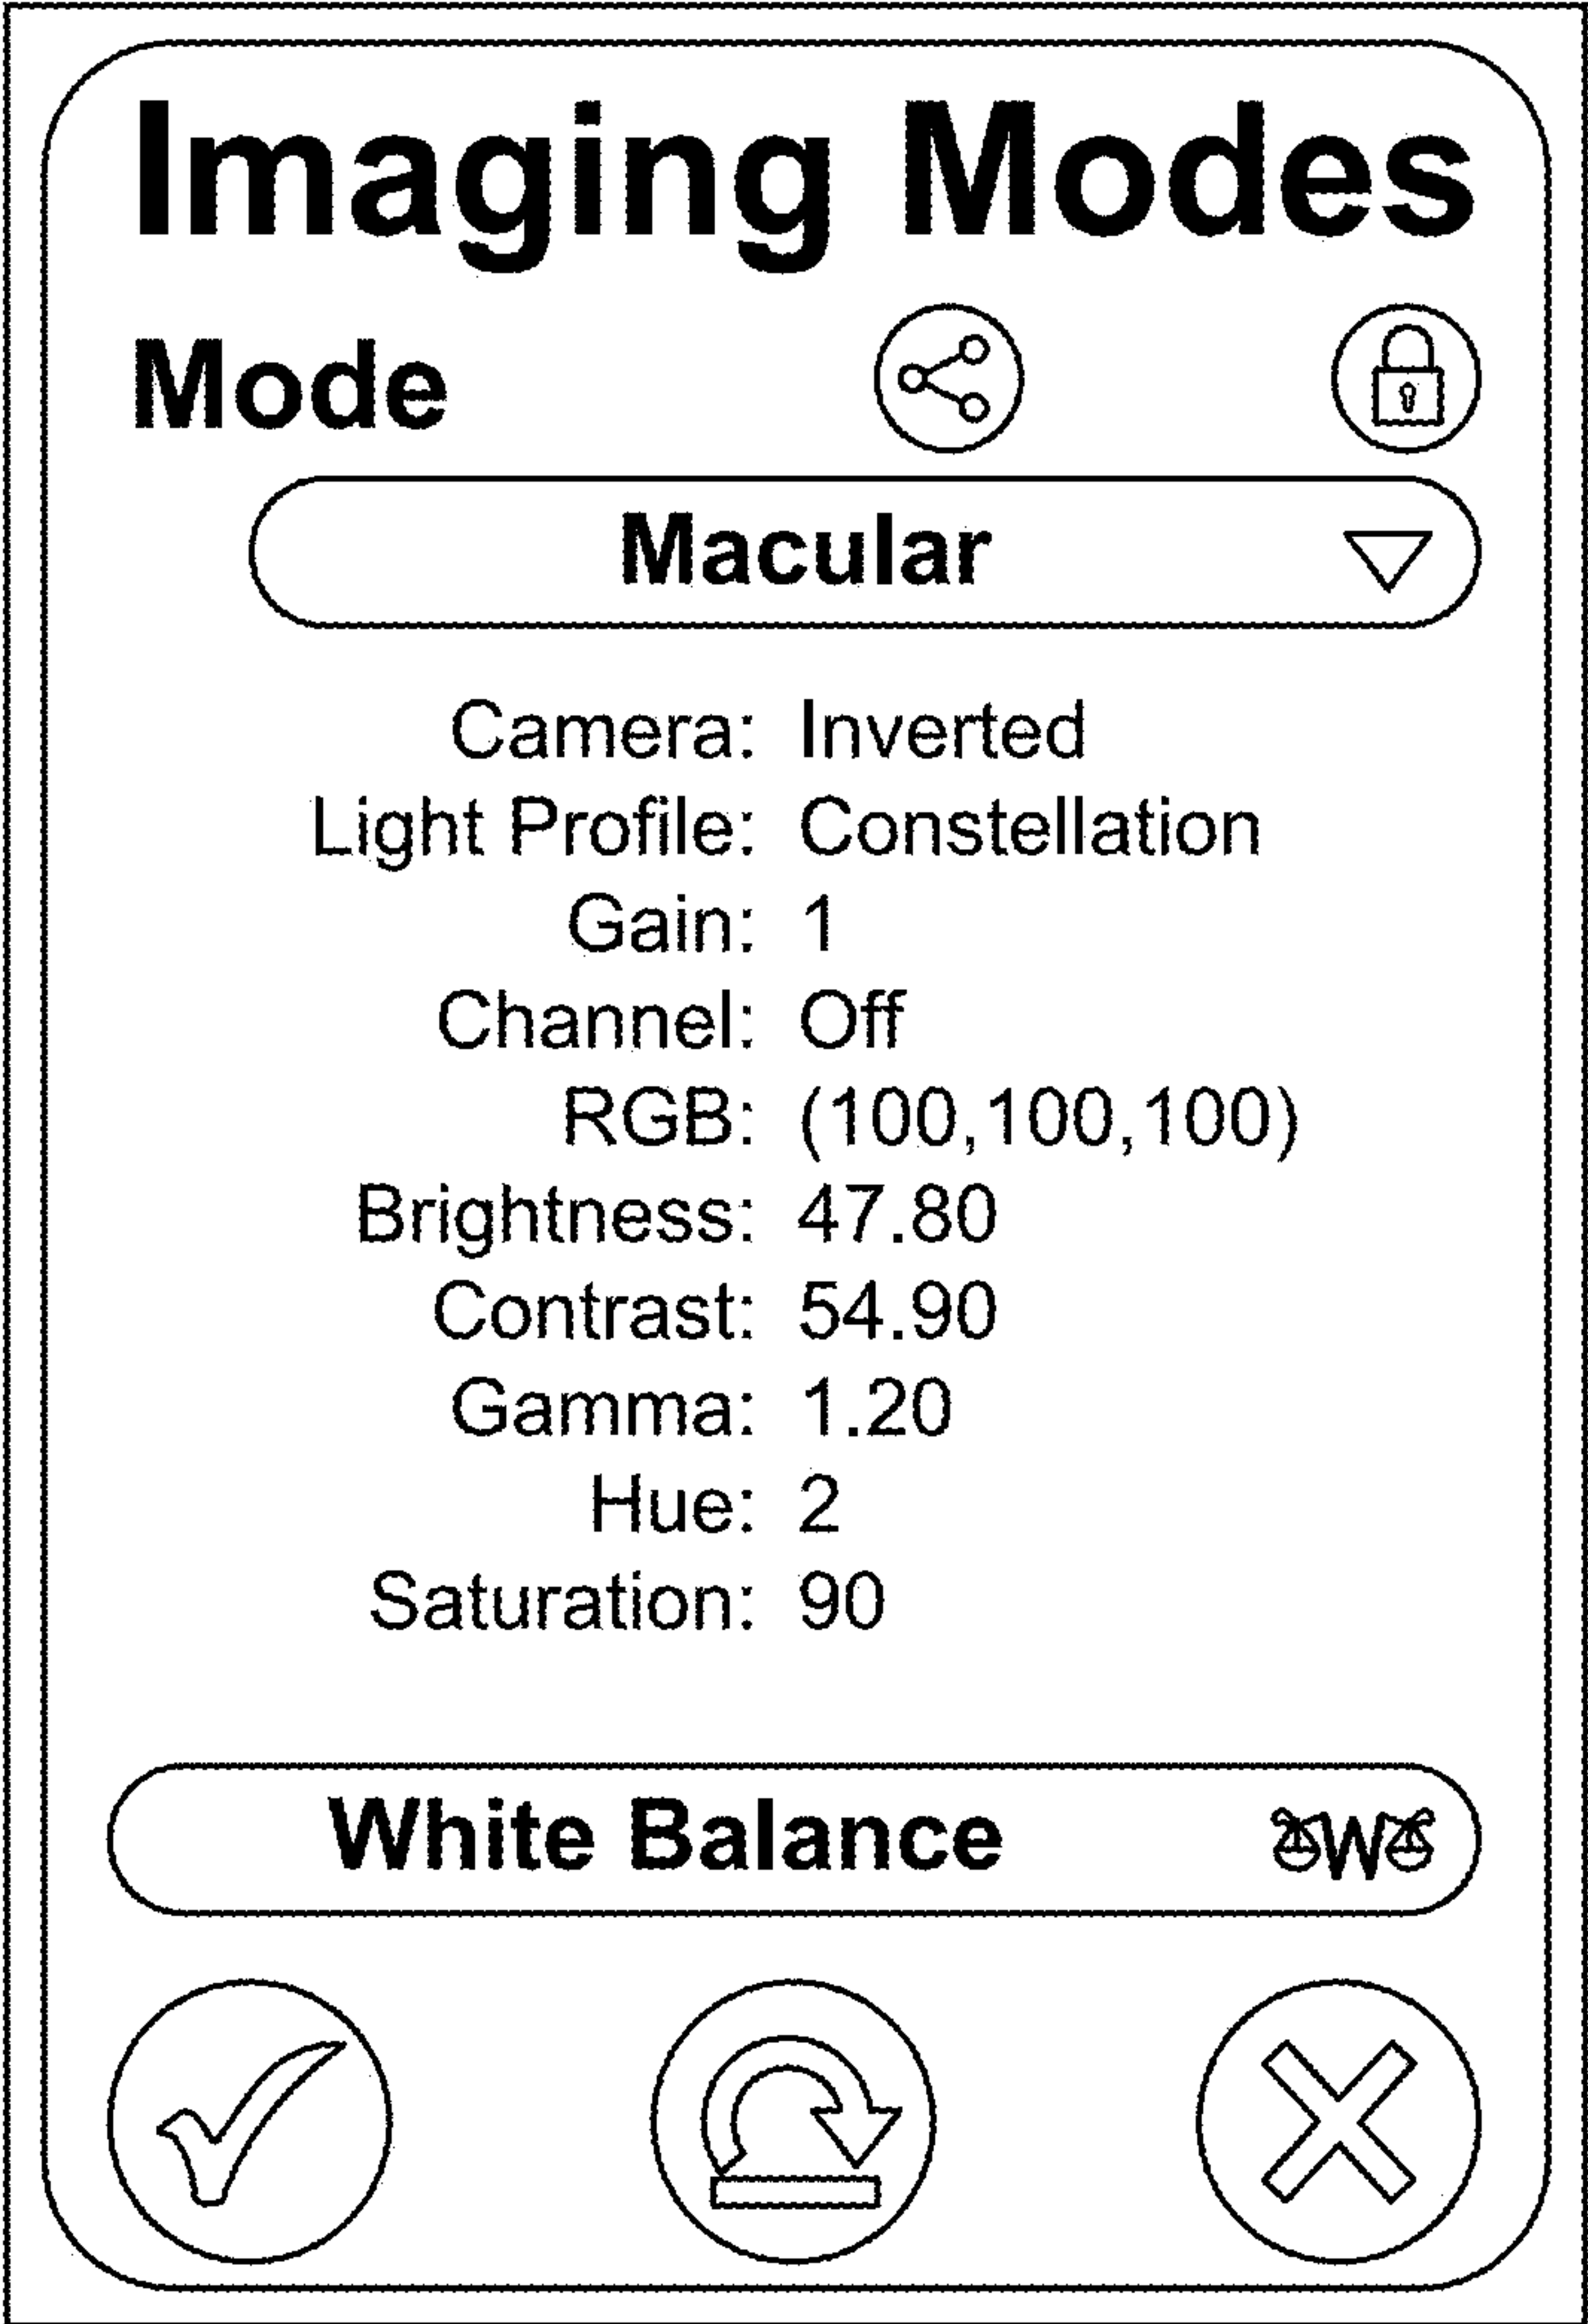 Imaging Modes
Mode
Macular
Camera: Inverted
Light Profile: Constellation
Gain: 1
Channel: Off
RGB: (100,100,100)
Brightness: 47.80
Contrast: 54.90
Gamma: 1.20
Hue: 2
Saturation: 90
White Balance W